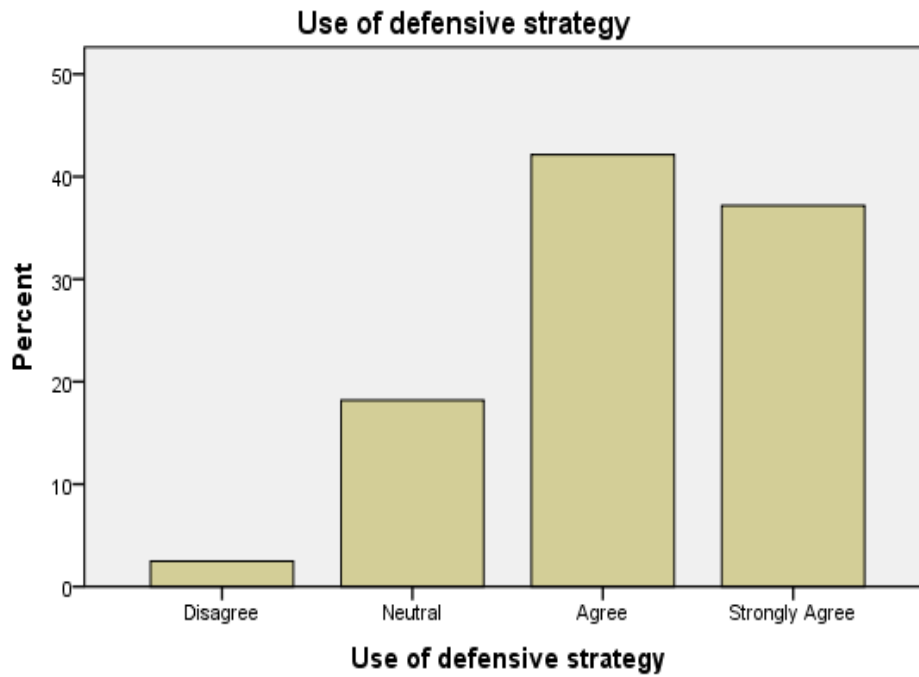 Use of defensive strategy
Percent
50
40
30
20
10
0
Disagree Neutral Agree Strongly Agree
Use of defensive strategy